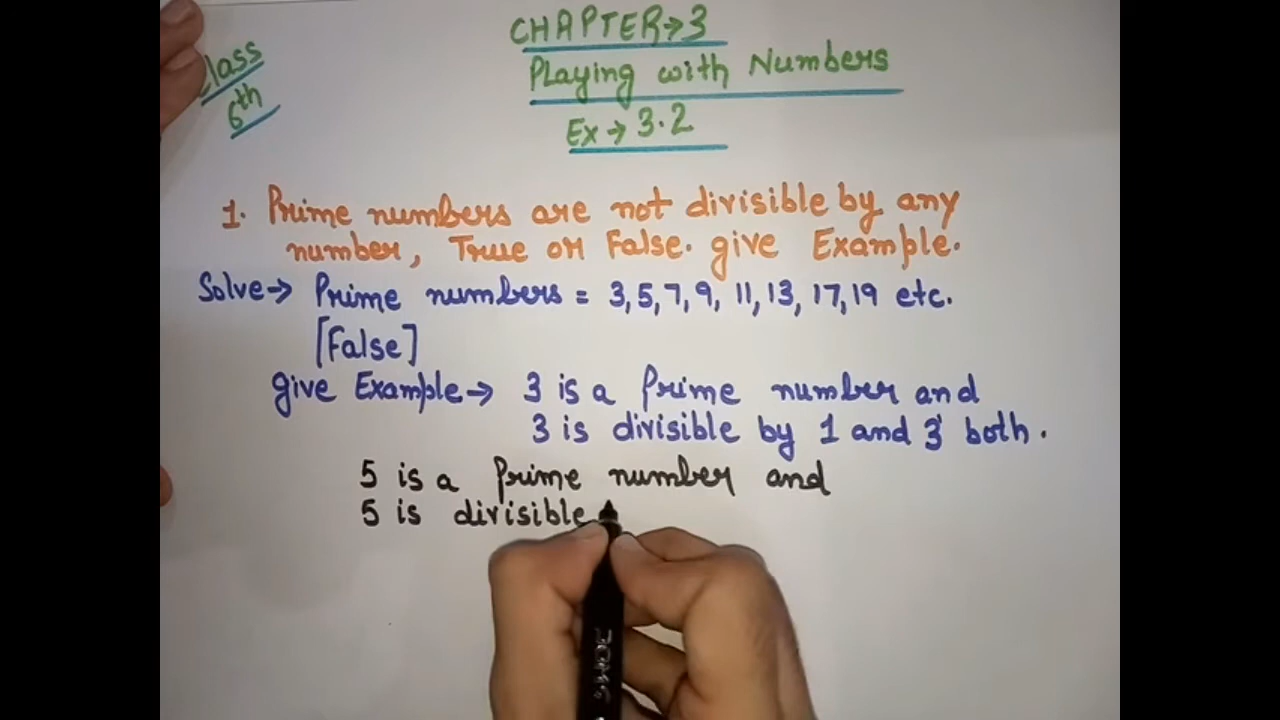 CHAPTER→3
Class 6th
Playing with Numbers
Ex→3.2
1. Prime numbers are not divisible by any
number, True or False. give Example.
Solve→ Prime numbers = 3,5,7,9, 11,13, 17,19 etc.
[False]
give Example→ 3 is a Prime number and
3 is divisible by 1 and 3 both.
5 is a Prime number and
5 is divisible
DOMS